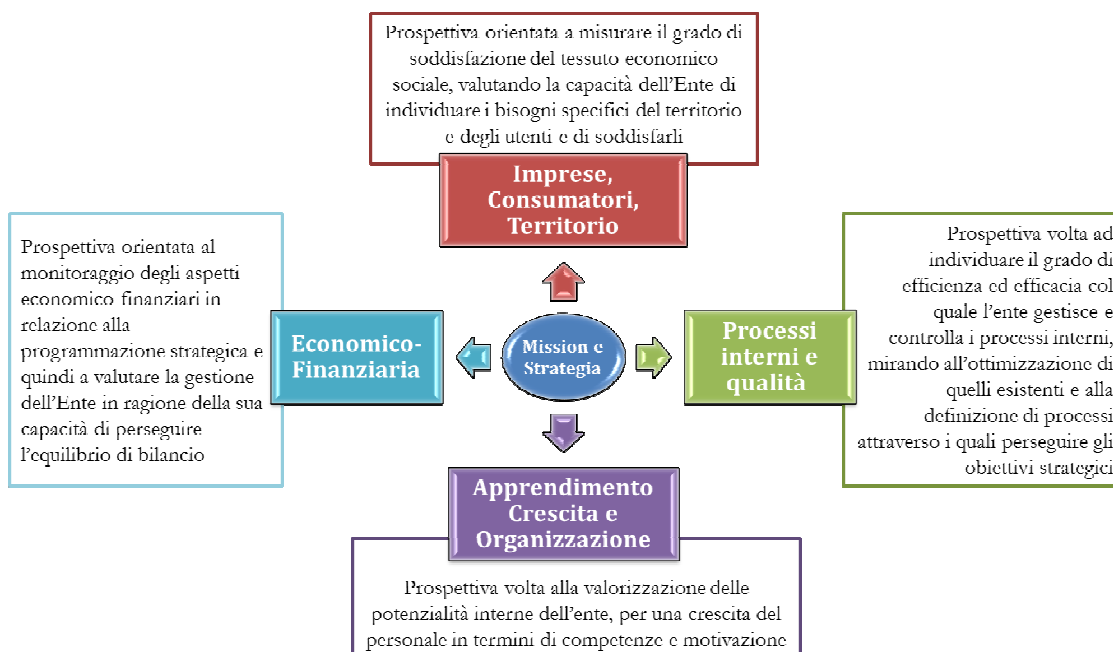 Prospettiva orientata a misurare il grado di
soddisfazione del tessuto economico
sociale, valutando la capacità dell'Ente di
individuare i bisogni specifici del territorio
e degli utenti e di soddisfarli
Imprese,
Consumatori,
Territorio
Prospettiva orientata al
monitoraggio degli aspetti
economico finanziari in
relazione alla
programmazione strategica e
quindi a valutare la gestione
dell'Ente in ragione della sua
capacità di perseguire
l'equilibrio di bilancio
Economico-
Finanziaria
Mission e
Strategia
Processi
interni e
qualità
Prospettiva volta ad
individuare il grado di
efficienza ed efficacia col
quale l'ente gestisce e
controlla i processi interni,
mirando all'ottimizzazione di
quelli esistenti e alla
definizione di processi
attraverso i quali perseguire gli
obiettivi strategici
Apprendimento
Crescita e
Organizzazione
Prospettiva volta alla valorizzazione delle
potenzialità interne dell'ente, per una crescita del
personale in termini di competenze e motivazione